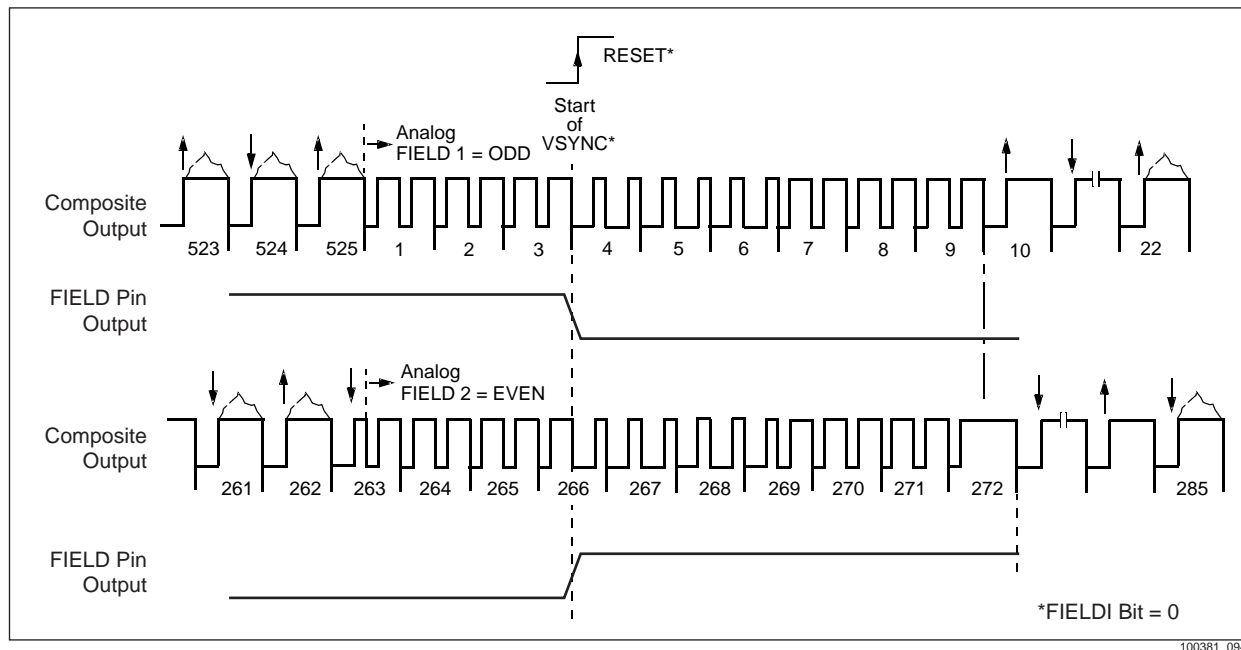 RESET*
Start
of
VSYNC*
Analog
FIELD 1 = ODD
Composite
Output
523 524 525 1 2 3 4 5 6 7 8 9 10 22
FIELD Pin
Output
Analog
FIELD 2 = EVEN
Composite
Output
261 262 263 264 265 266 267 268 269 270 271 272 285
FIELD Pin
Output
*FIELDI Bit = 0